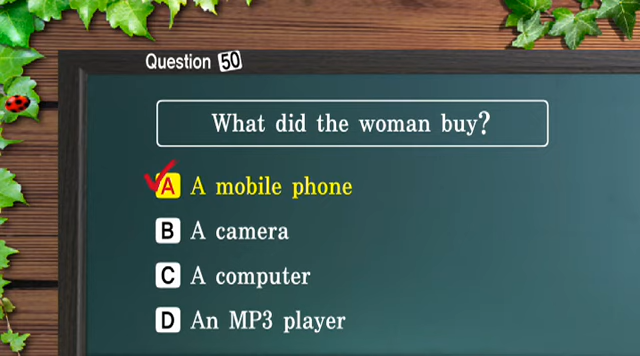 Question 50
What did the woman buy?
A A mobile phone
B A camera
C A computer
D An MP3 player